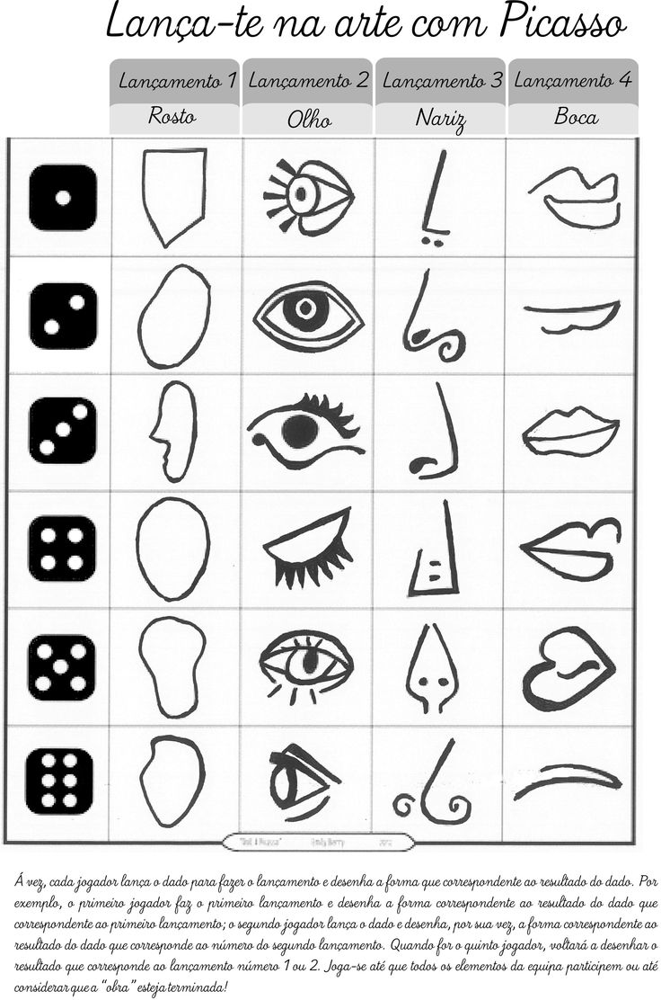 Lança-te na arte com Picasso
Lançamento 1 Lançamento 2 Lançamento 3 Lançamento 4
Rosto Olho Nariz Boca
Emily Berry
Á vez, cada jogador lança o dado para fazer o lançamento e desenha a forma que correspondente ao resultado do dado. Por
exemplo, o primeiro jogador faz o primeiro lançamento e desenha a forma correspondente ao resultado do dado que
correspondente ao primeiro lançamento; o segundo jogador lança o dado e desenha, por sua vez, a forma correspondente ao
resultado do dado que corresponde ao número do segundo lançamento. Quando for o quinto jogador, voltará a desenhar o
resultado que corresponde ao lançamento número 1 ou 2. Joga-se até que todos os elementos da equipa participem ou até
considerar que a “obra” esteja terminada!